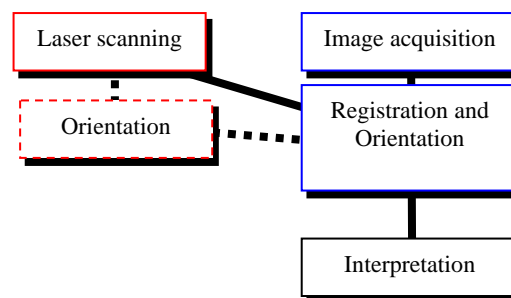 Laser scanning
Image acquisition
Orientation
Registration and
Orientation
Interpretation